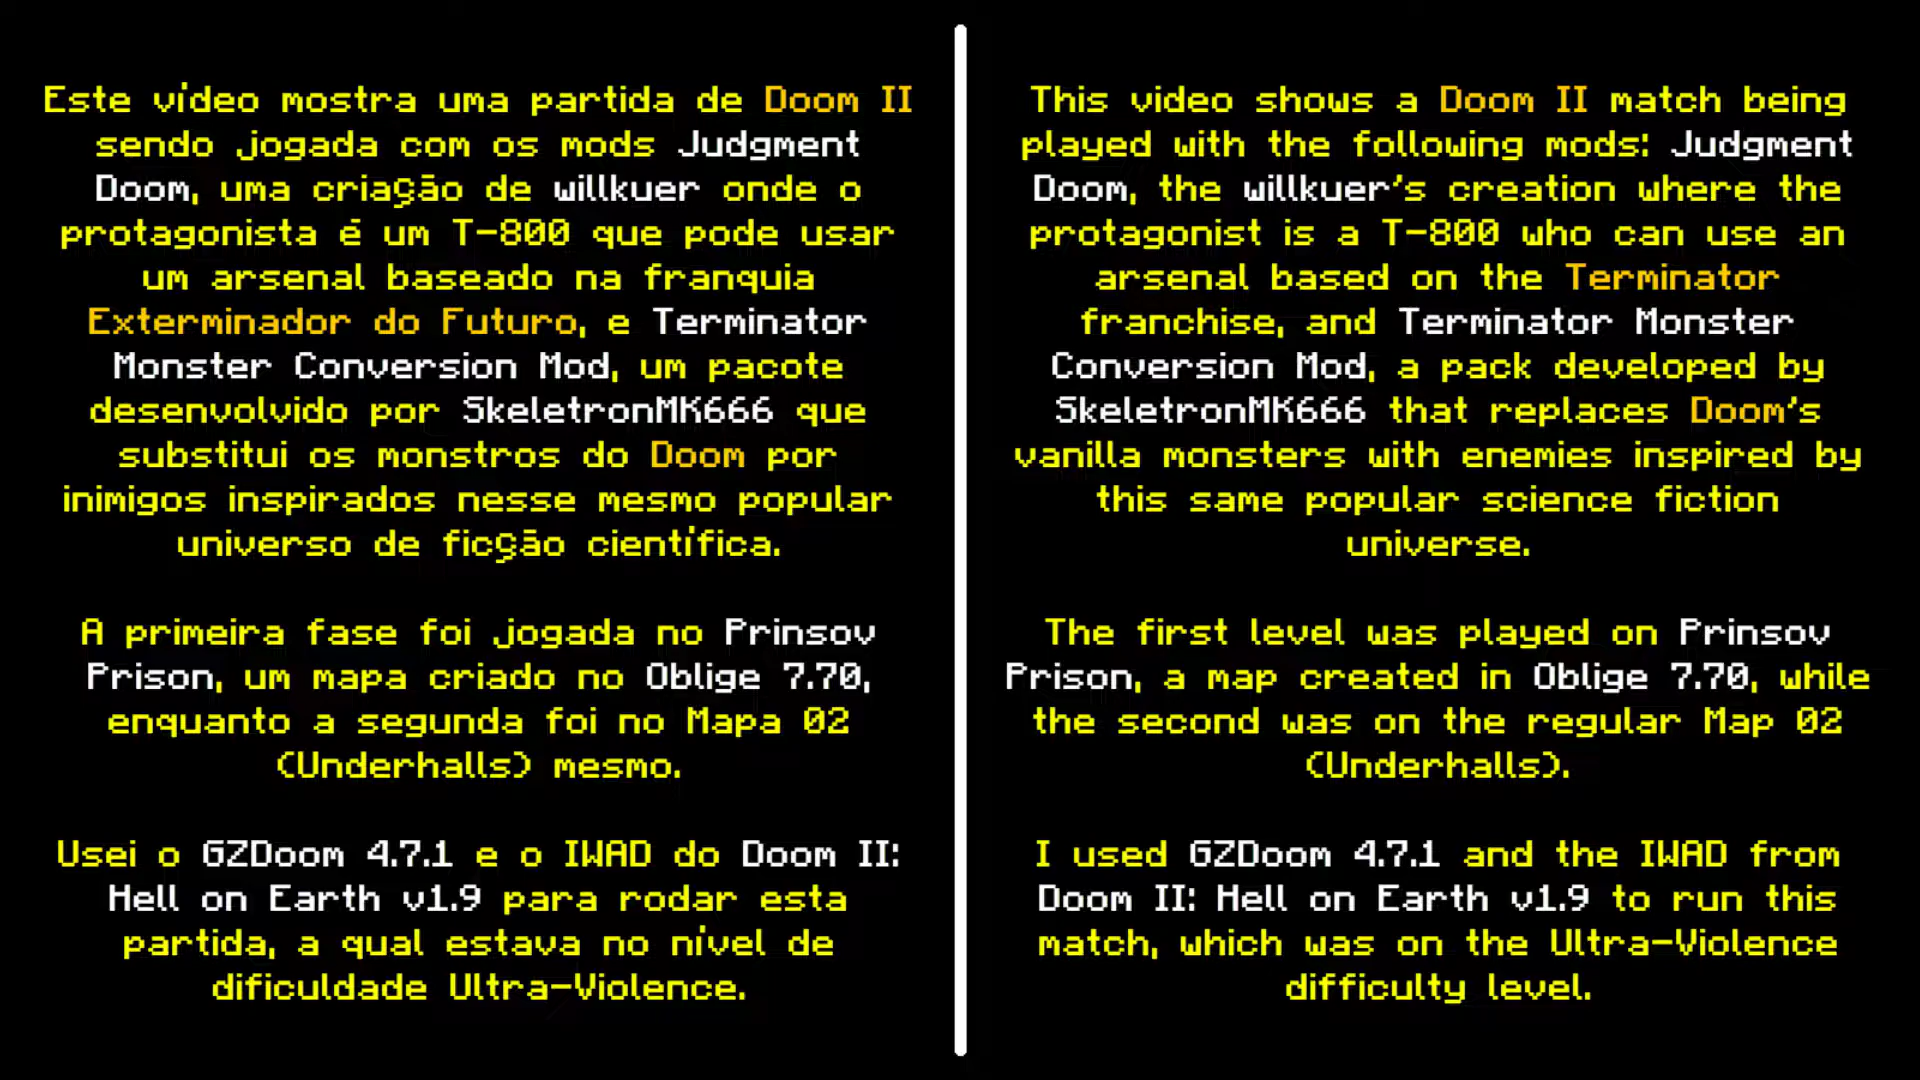 Este vídeo mostra uma partida de Doom II
sendo jogada com os mods Judgment
Doom, uma criação de willkuer onde o
protagonista é um T-800 que pode usar
um arsenal baseado na franquia
Exterminador do Futuro, e Terminator
Monster Conversion Mod, um pacote
desenvolvido por SkeletronMK666 que
substitui os monstros do Doom por
inimigos inspirados nesse mesmo popular
universo de ficção científica.
A primeira fase foi jogada no Prinsov
Prison, um mapa criado no Oblige 7.70,
enquanto a segunda foi no Mapa 02
(Underhalls) mesmo.
Usei o GZDoom 4.7.1 e o IWAD do Doom II:
Hell on Earth v1.9 para rodar esta
partida, a qual estava no nível de
dificuldade Ultra-Violence.
This video shows a Doom II match being
played with the following mods: Judgment
Doom, the willkuer's creation where the
protagonist is a T-800 who can use an
arsenal based on the Terminator
franchise, and Terminator Monster
Conversion Mod, a pack developed by
SkeletronMK666 that replaces Doom's
vanilla monsters with enemies inspired by
this same popular science fiction
universe.
The first level was played on Prinsov
Prison, a map created in Oblige 7.70, while
the second was on the regular Map 02
(Underhalls).
I used GZDoom 4.7.1 and the IWAD from
Doom II: Hell on Earth v1.9 to run this
match, which was on the Ultra-Violence
difficulty level.